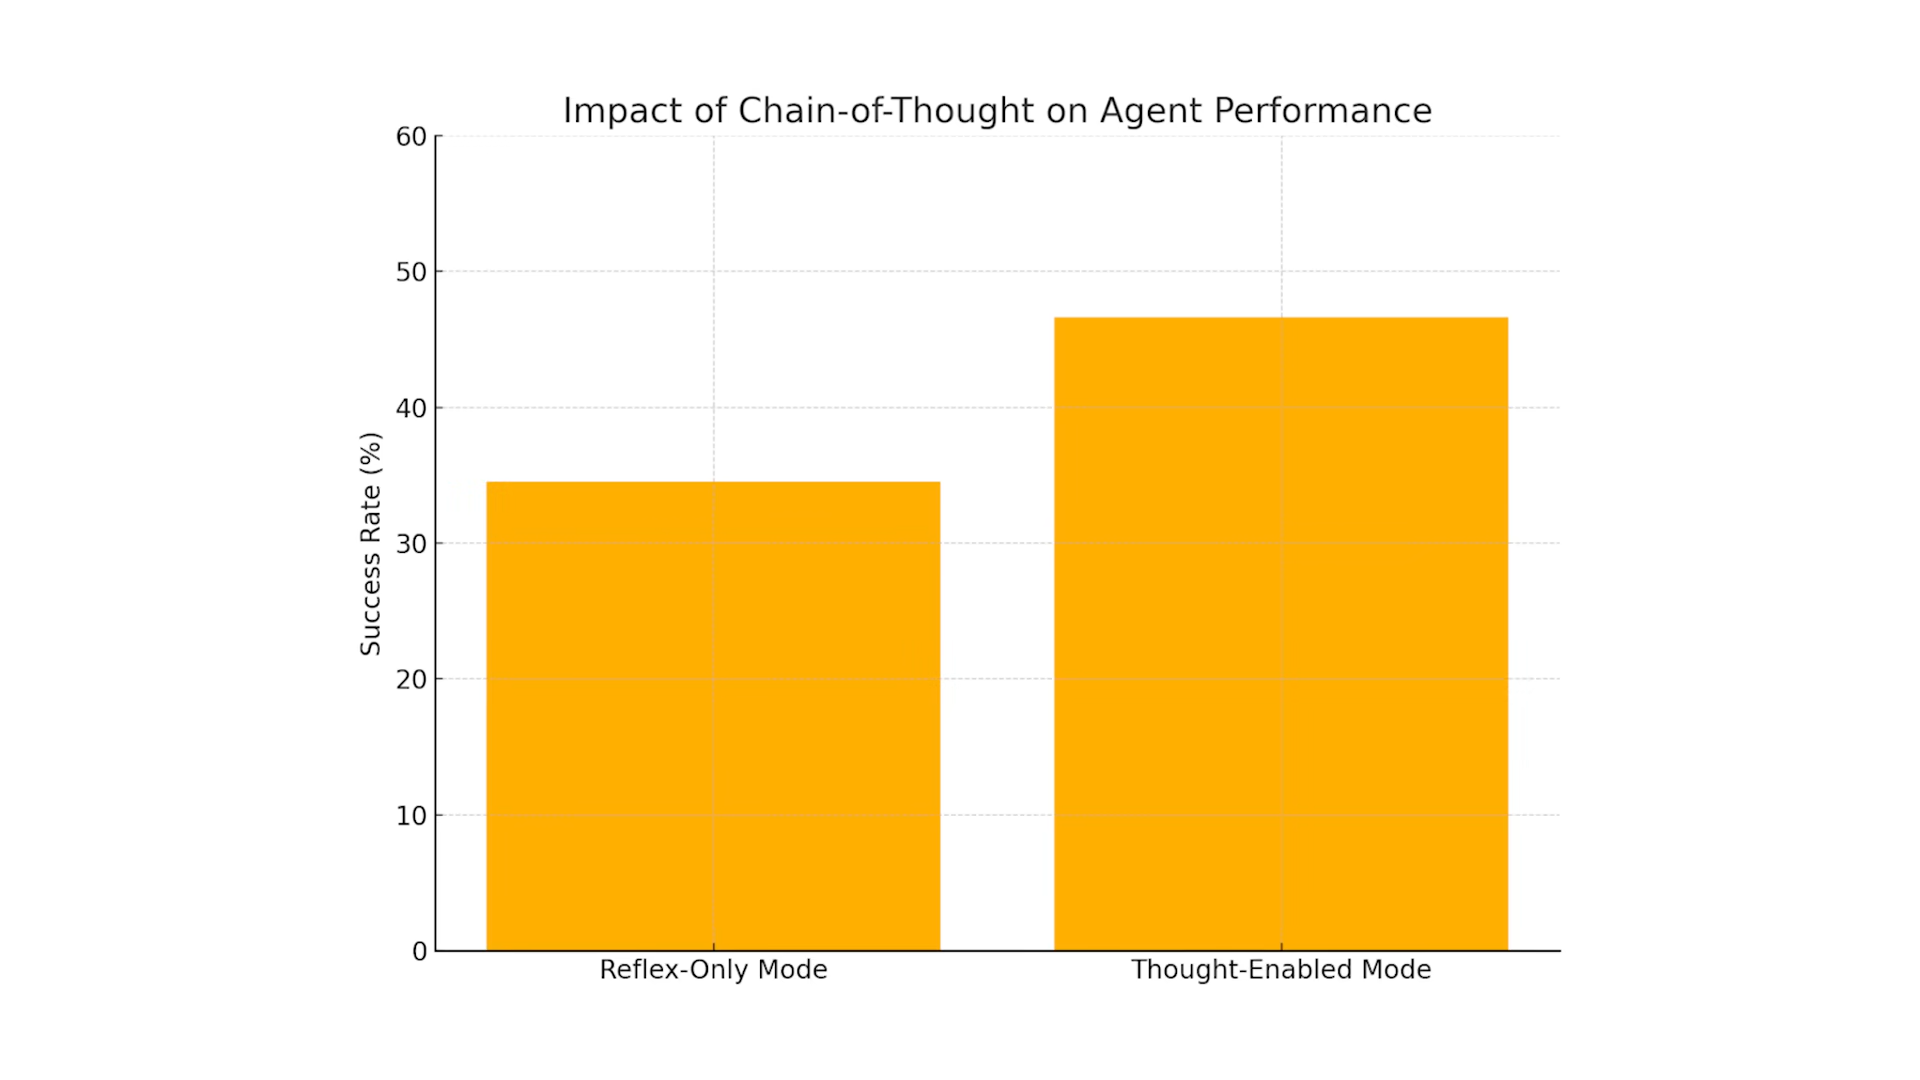 Impact of Chain-of-Thought on Agent Performance
60
50
40
30
20
10
0
Success Rate (%)
Reflex-Only Mode
Thought-Enabled Mode